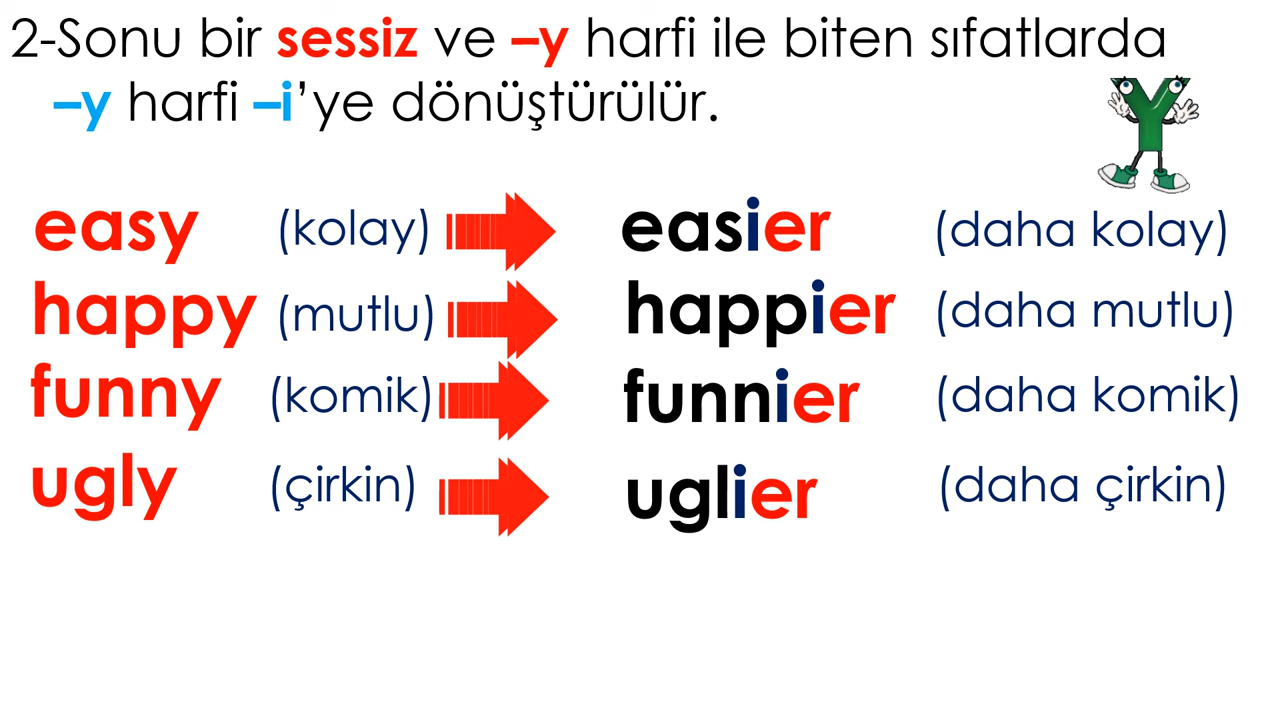 2-Sonu bir sessiz ve –y harfi ile biten sıfatlarda
–y harfi –i’ye dönüştürülür.
easy (kolay) easier (daha kolay)
happy (mutlu) happier (daha mutlu)
funny (komik) funnier (daha komik)
ugly (çirkin) uglier (daha çirkin)